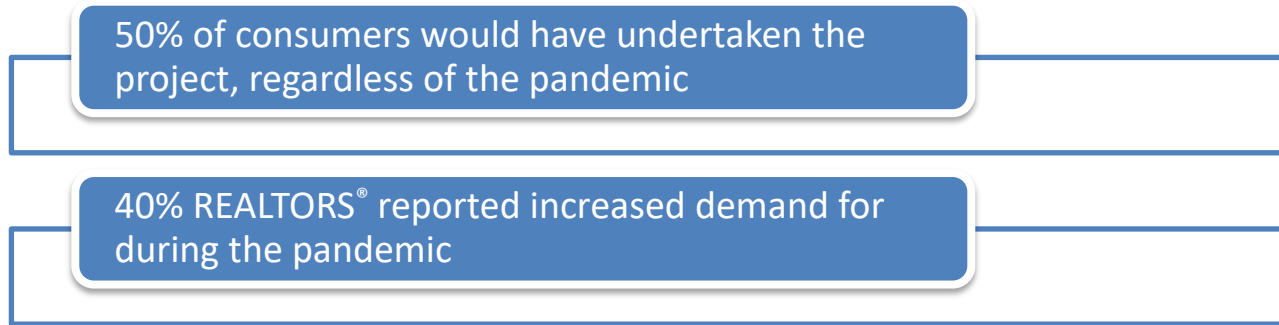 50% of consumers would have undertaken the
project, regardless of the pandemic
40% REALTORS® reported increased demand for
during the pandemic